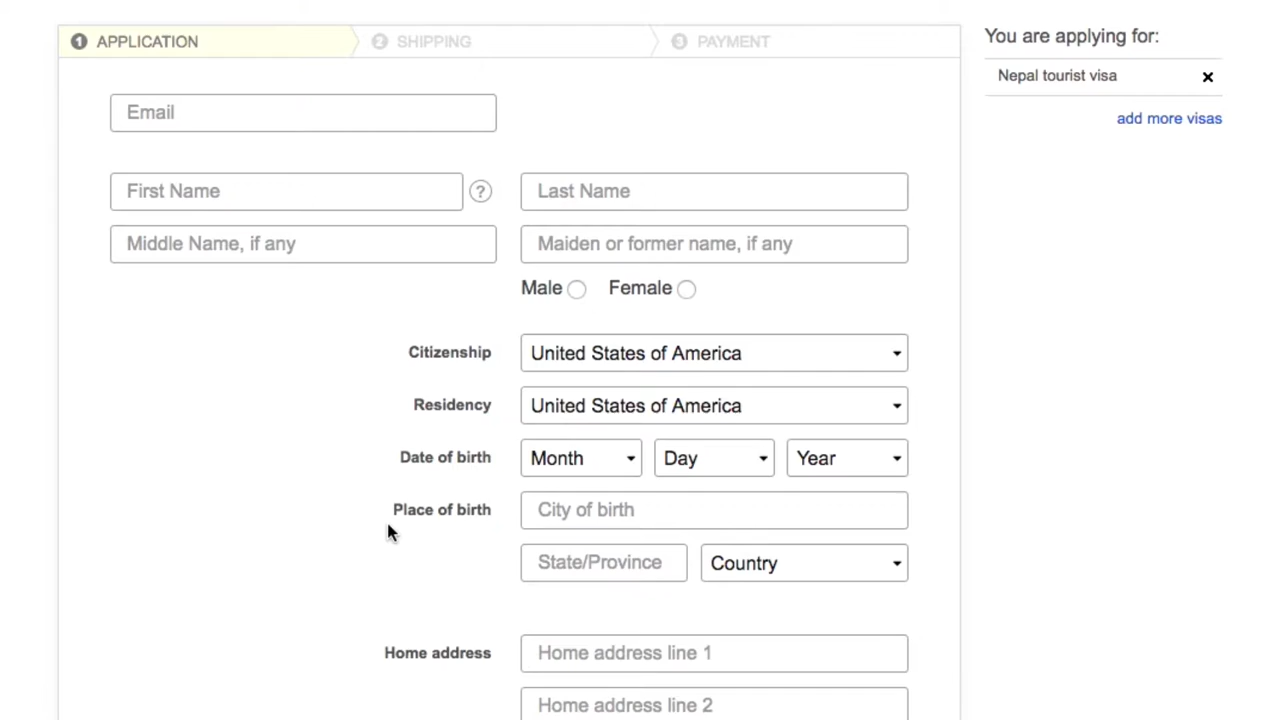 1 APPLICATION 2 SHIPPING 3 PAYMENT
Email
First Name ? Last Name
Middle Name, if any Maiden or former name, if any
Male Female
Citizenship United States of America
Residency United States of America
Date of birth Month Day Year
Place of birth City of birth
State/Province Country
Home address Home address line 1
Home address line 2
You are applying for:
Nepal tourist visa ×
add more visas